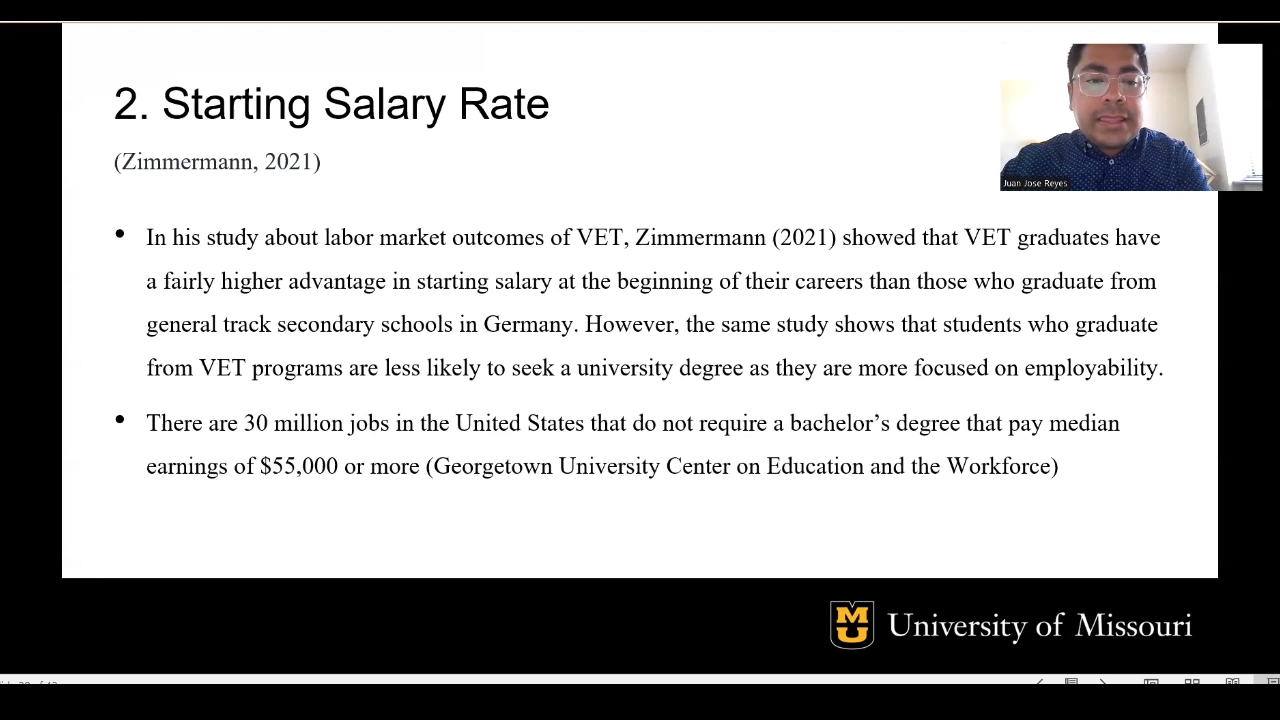 2. Starting Salary Rate
(Zimmermann, 2021)
Juan Jose Reyes
• In his study about labor market outcomes of VET, Zimmermann (2021) showed that VET graduates have
a fairly higher advantage in starting salary at the beginning of their careers than those who graduate from
general track secondary schools in Germany. However, the same study shows that students who graduate
from VET programs are less likely to seek a university degree as they are more focused on employability.
• There are 30 million jobs in the United States that do not require a bachelor’s degree that pay median
earnings of $55,000 or more (Georgetown University Center on Education and the Workforce)
MU University of Missouri